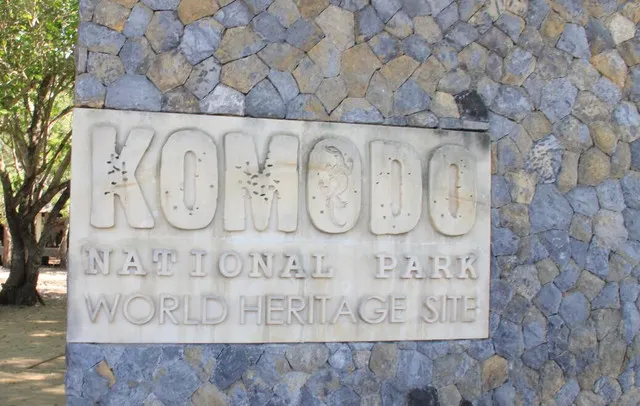 KOMODO
NATIONAL PARK
WORLD HERITAGE SITE